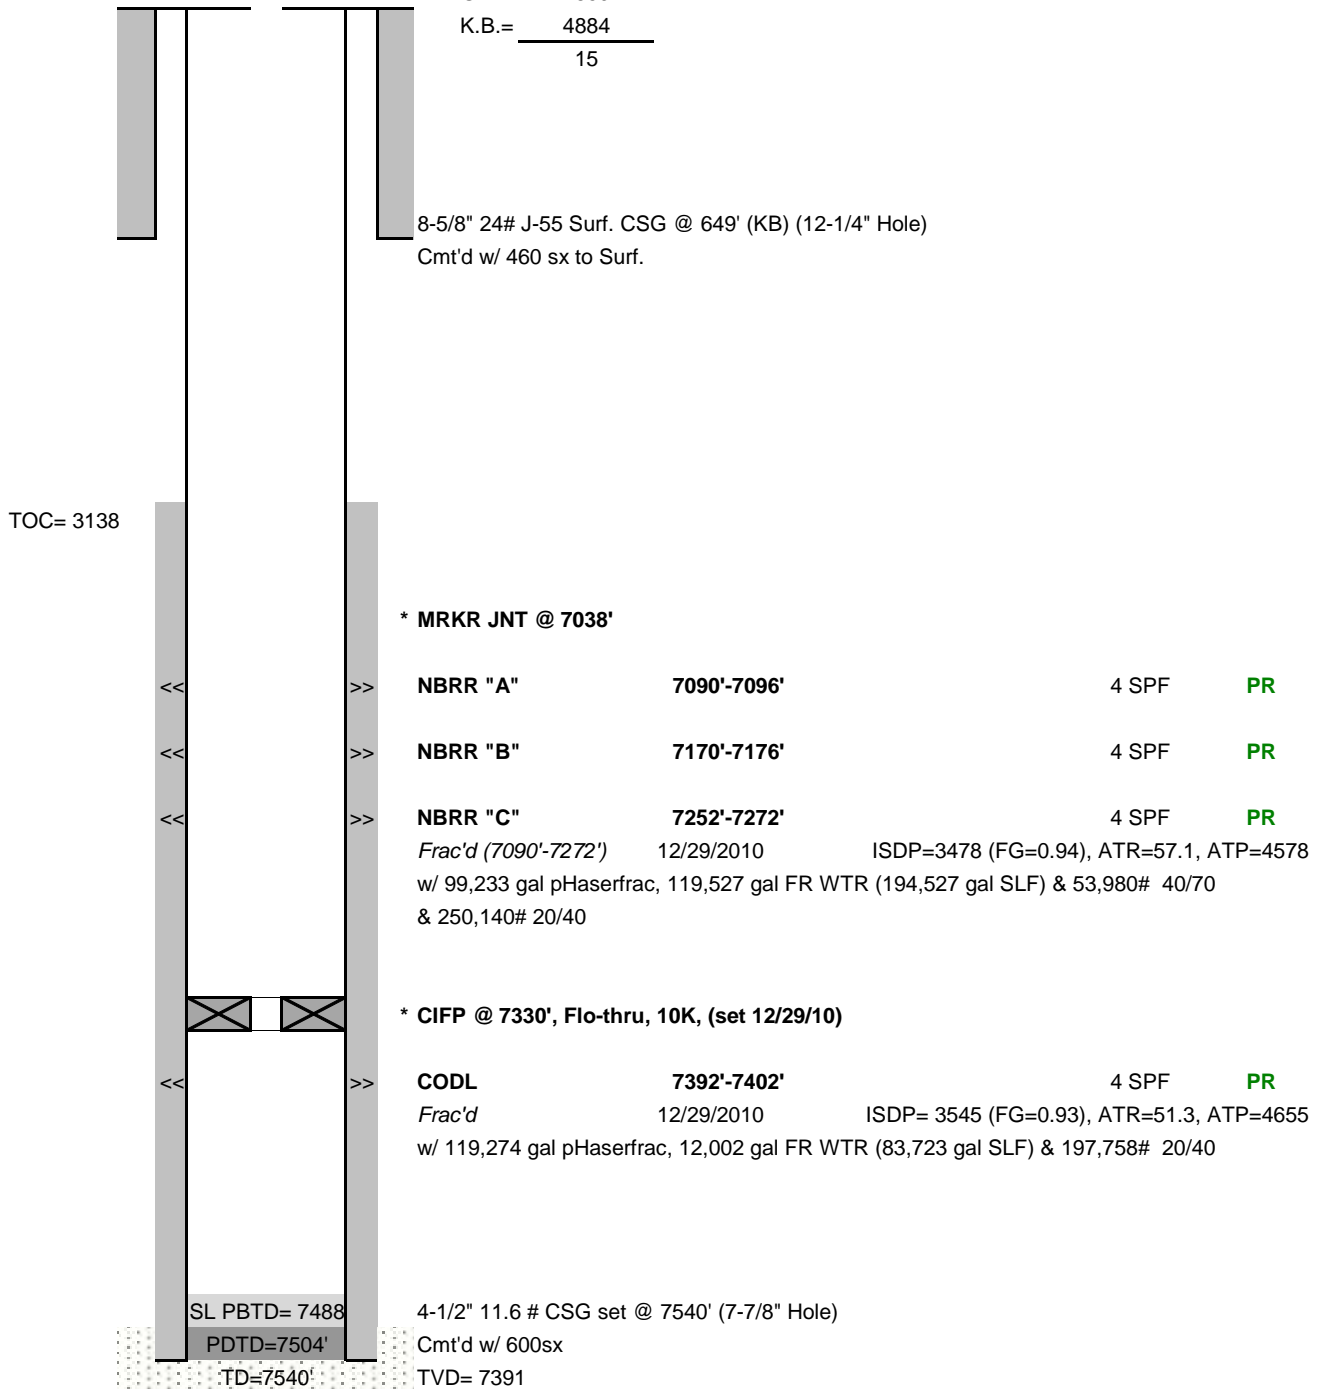 K.B.= 4884
15
8-5/8" 24# J-55 Surf. CSG @ 649' (KB) (12-1/4" Hole)
Cmt'd w/ 460 sx to Surf.
TOC= 3138
* MRKR JNT @ 7038'
<< >> NBRR "A" 7090'-7096' 4 SPF PR
<< >> NBRR "B" 7170'-7176' 4 SPF PR
<< >> NBRR "C" 7252'-7272' 4 SPF PR
Frac'd (7090'-7272') 12/29/2010 ISDP=3478 (FG=0.94), ATR=57.1, ATP=4578
w/ 99,233 gal pHaserfrac, 119,527 gal FR WTR (194,527 gal SLF) & 53,980# 40/70
& 250,140# 20/40
* CIFP @ 7330', Flo-thru, 10K, (set 12/29/10)
<< >> CODL 7392'-7402' 4 SPF PR
Frac'd 12/29/2010 ISDP= 3545 (FG=0.93), ATR=51.3, ATP=4655
w/ 119,274 gal pHaserfrac, 12,002 gal FR WTR (83,723 gal SLF) & 197,758# 20/40
SL PBTD= 7488 4-1/2" 11.6 # CSG set @ 7540' (7-7/8" Hole)
PDTD=7504' Cmt'd w/ 600sx
TD=7540' TVD= 7391